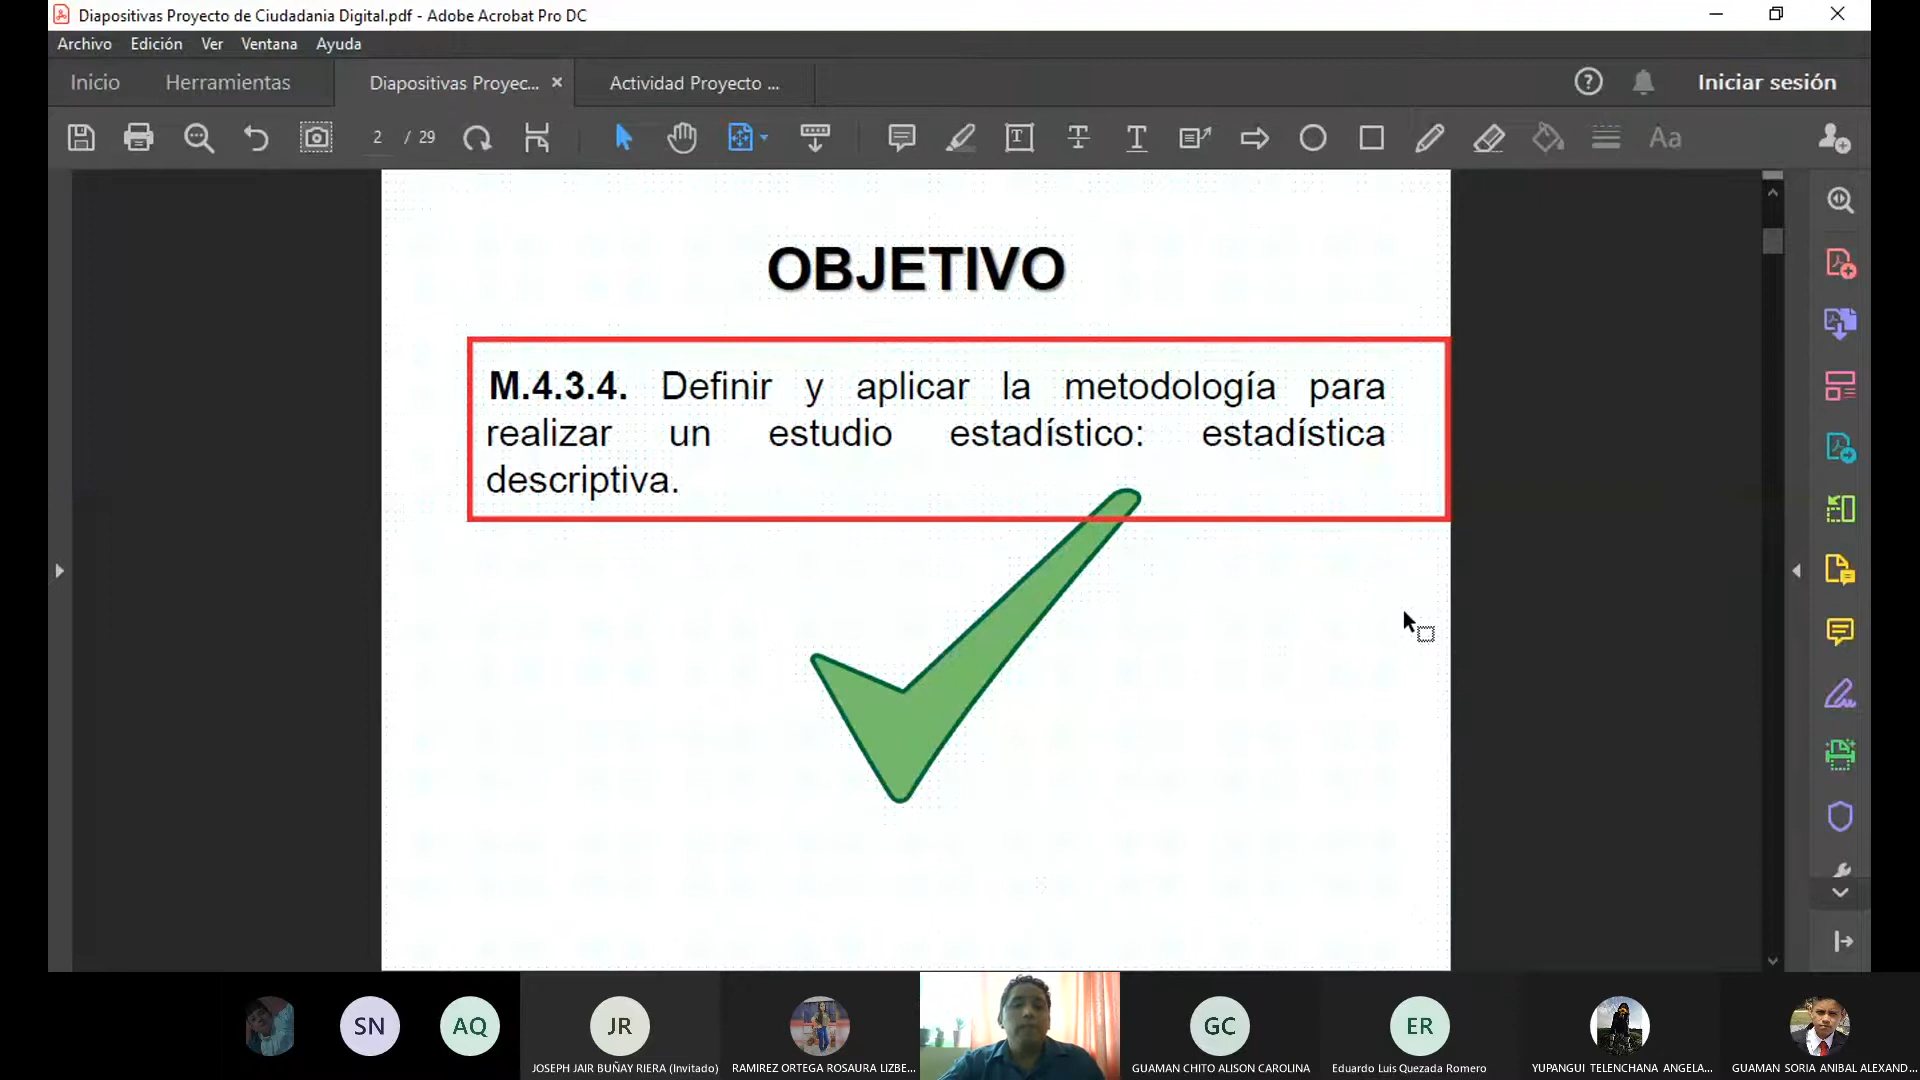 Diapositivas Proyecto de Ciudadania Digital.pdf - Adobe Acrobat Pro DC
Archivo Edición Ver Ventana Ayuda
Inicio Herramientas Diapositivas Proyec... × Actividad Proyecto ... Iniciar sesión
2 / 29 Aa
OBJETIVO
M.4.3.4. Definir y aplicar la metodología para
realizar un estudio estadístico: estadística
descriptiva.
SN AQ JR GC ER
JOSEPH JAIR BUÑAY RIERA (Invitado) RAMIREZ ORTEGA ROSAURA LIZBE... GUAMAN CHITO ALISON CAROLINA Eduardo Luis Quezada Romero YUPANGUI TELENCHANA ANGELA... GUAMAN SORIA ANIBAL ALEXAND...